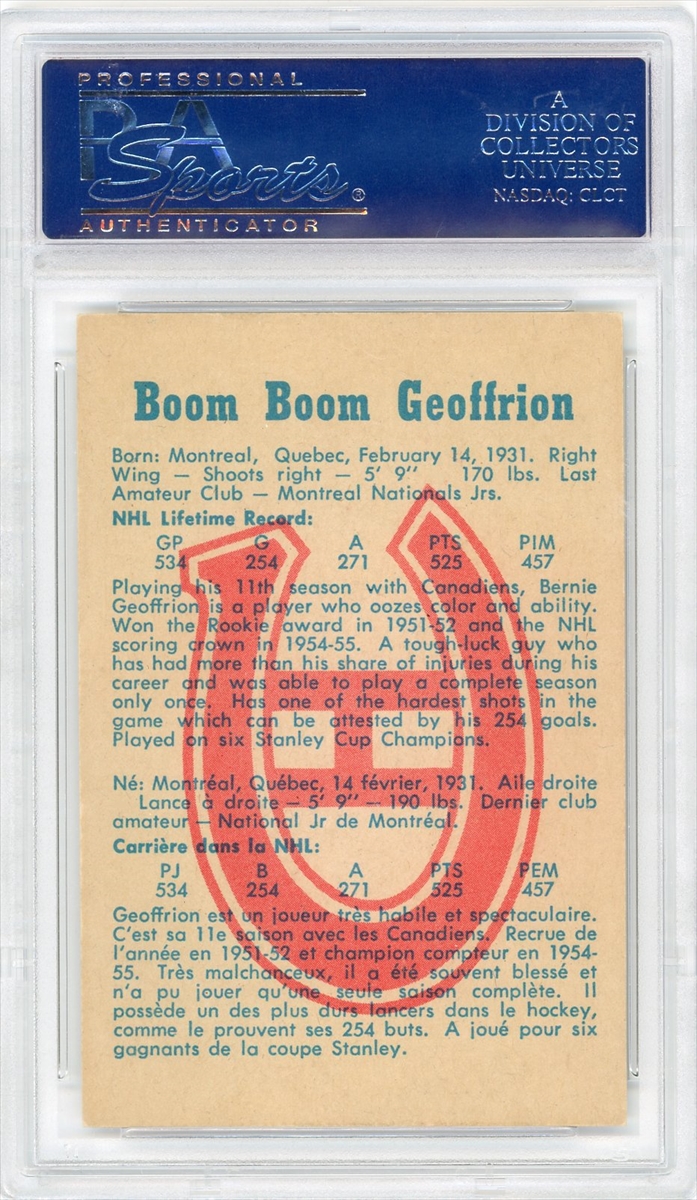 PROFESSIONAL
PSA
Sports®
AUTHENTICATOR
A
DIVISION OF
COLLECTORS
UNIVERSE
NASDAQ: CLCT
Boom Boom Geoffrion
Born: Montreal, Quebec, February 14, 1931. Right
Wing — Shoots right — 5' 9" 170 lbs. Last
Amateur Club — Montreal Nationals Jrs.
NHL Lifetime Record:
GP G A PTS PIM
534 254 271 525 457
Playing his 11th season with Canadiens, Bernie
Geoffrion is a player who oozes color and ability.
Won the Rookie award in 1951-52 and the NHL
scoring crown in 1954-55. A tough-luck guy who
has had more than his share of injuries during his
career and was able to play a complete season
only once. Has one of the hardest shots in the
game which can be attested by his 254 goals.
Played on six Stanley Cup Champions.
Né: Montréal, Québec, 14 février, 1931. Aile droite
Lance à droite — 5' 9" — 190 lbs. Dernier club
amateur — National Jr de Montréal.
Carrière dans la NHL:
PJ B A PTS PEM
534 254 271 525 457
Geoffrion est un joueur très habile et spectaculaire.
C'est sa 11e saison avec les Canadiens. Recrue de
l'année en 1951-52 et champion compteur en 1954-
55. Très malchanceux, il a été souvent blessé et
n'a pu jouer qu'une seule saison complète. Il
possède un des plus durs lancers dans le hockey,
comme le prouvent ses 254 buts. A joué pour six
gagnants de la coupe Stanley.